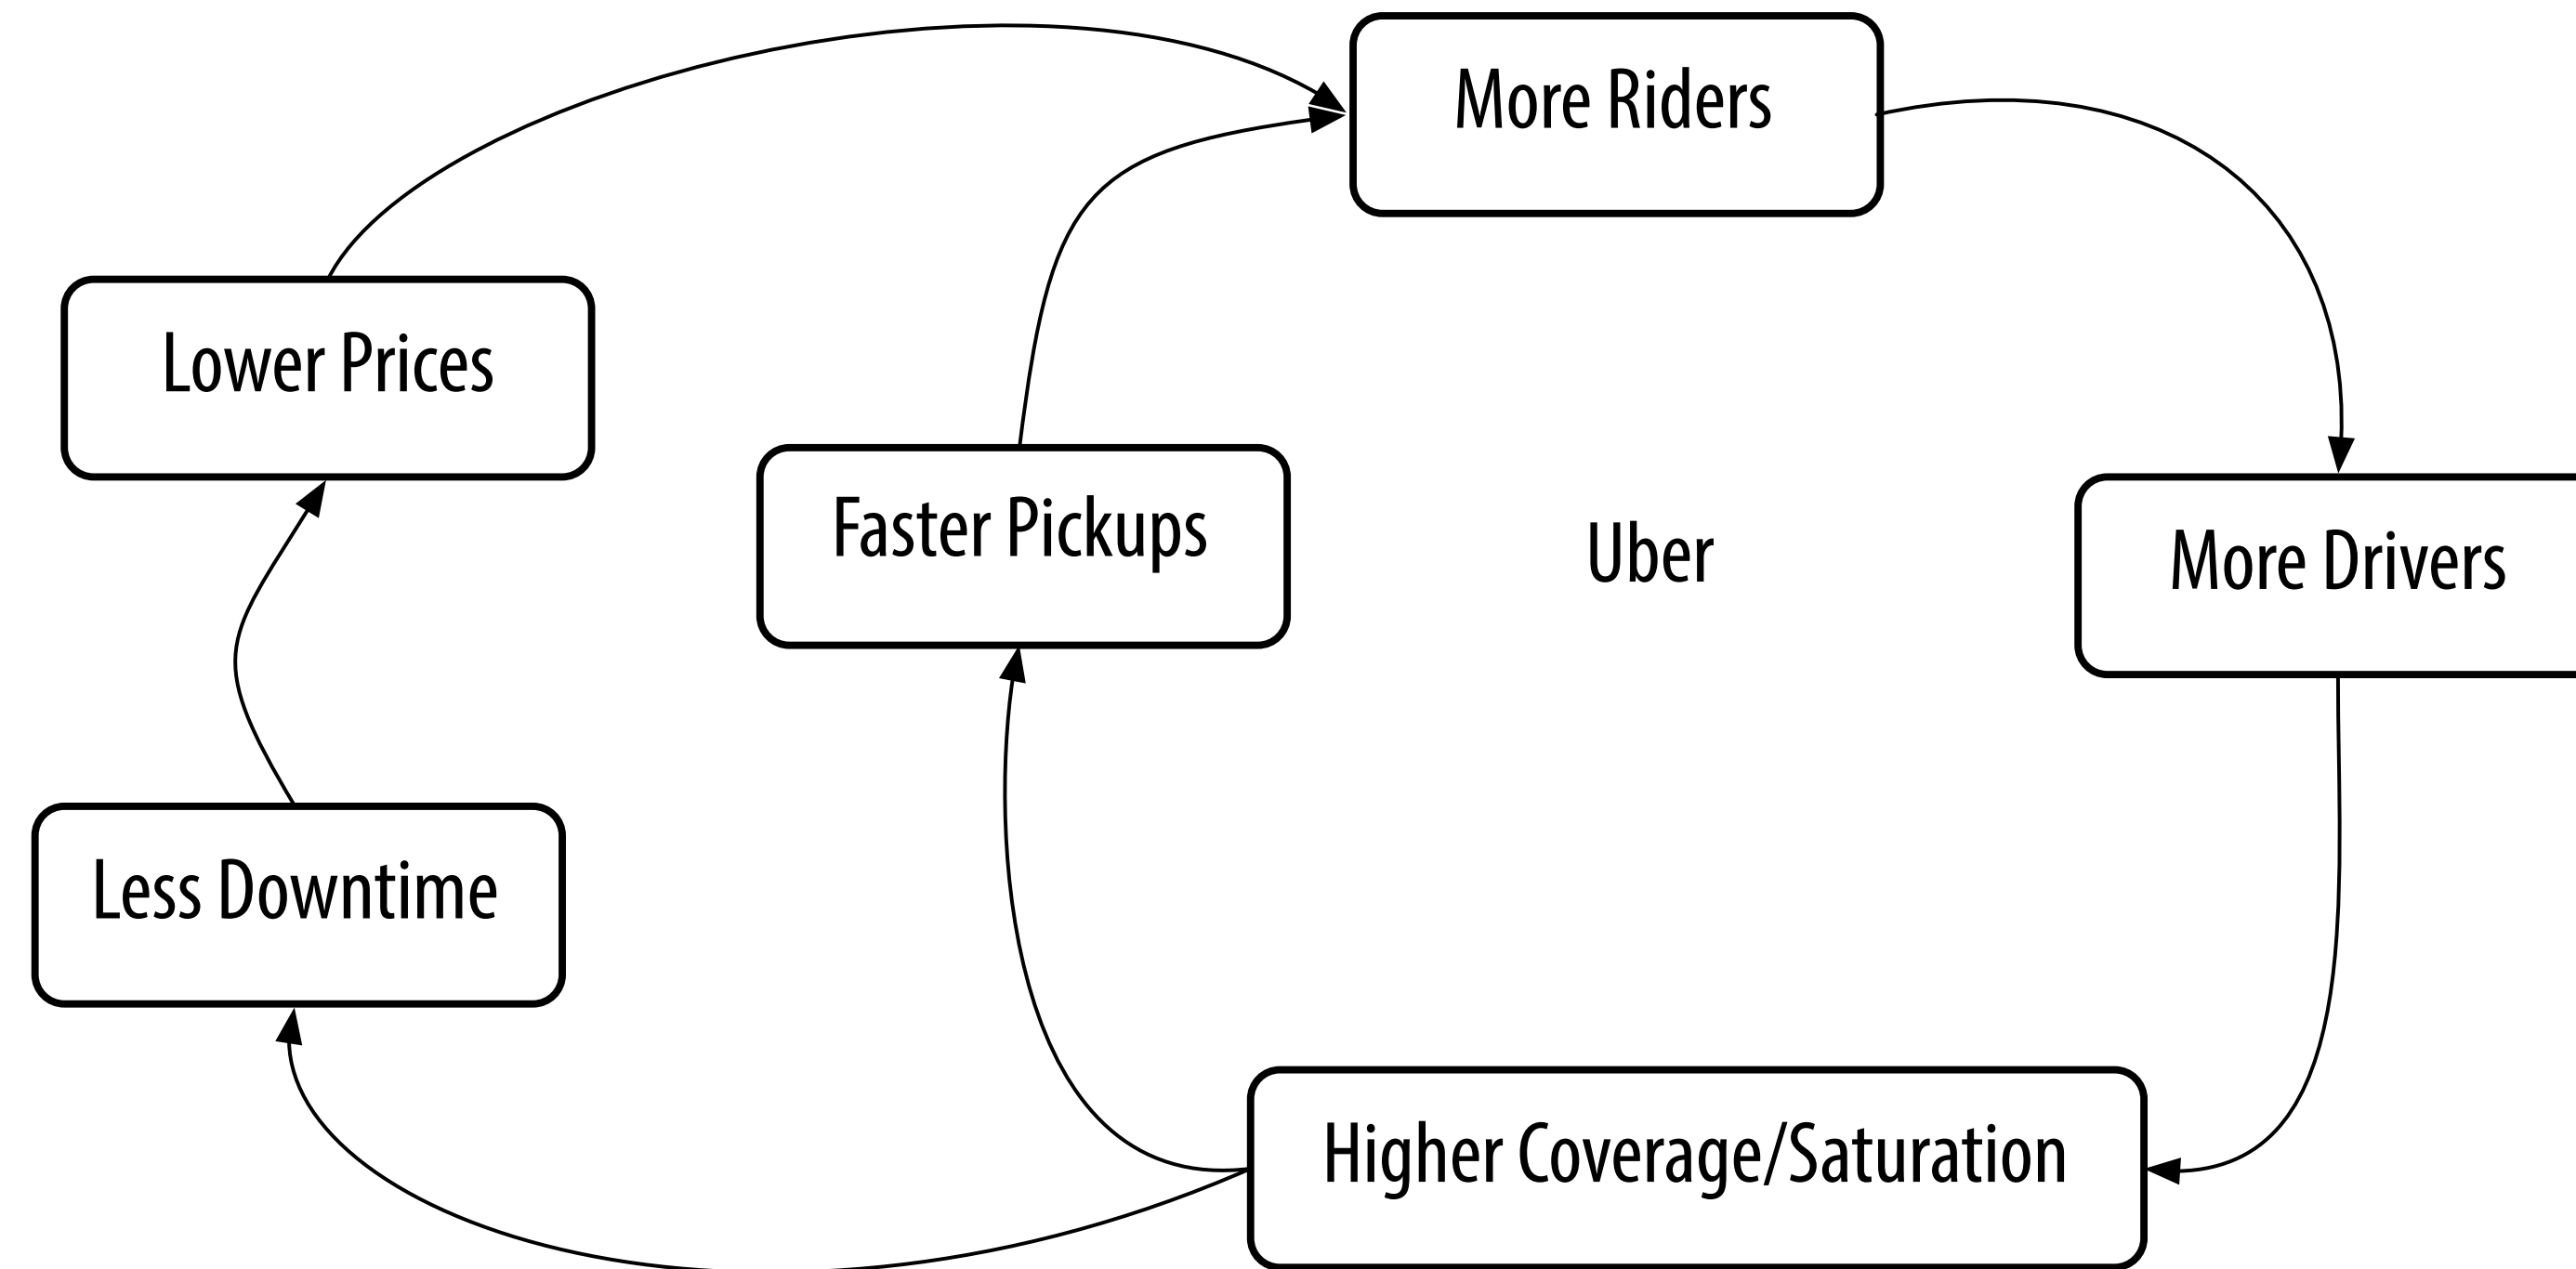 More Riders
Lower Prices
Faster Pickups
Uber
More Drivers
Less Downtime
Higher Coverage/Saturation